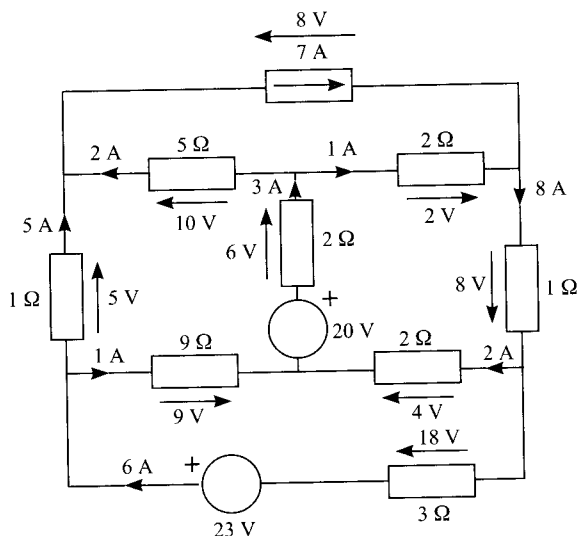 8 V
7 A
2 A
5 Ω
1 A
2 Ω
3 A
10 V
2 V
8 A
5 A
6 V
2 Ω
1 Ω
5 V
8 V
1 Ω
+
20 V
1 A
9 Ω
2 Ω
2 A
9 V
4 V
18 V
6 A
+
23 V
3 Ω